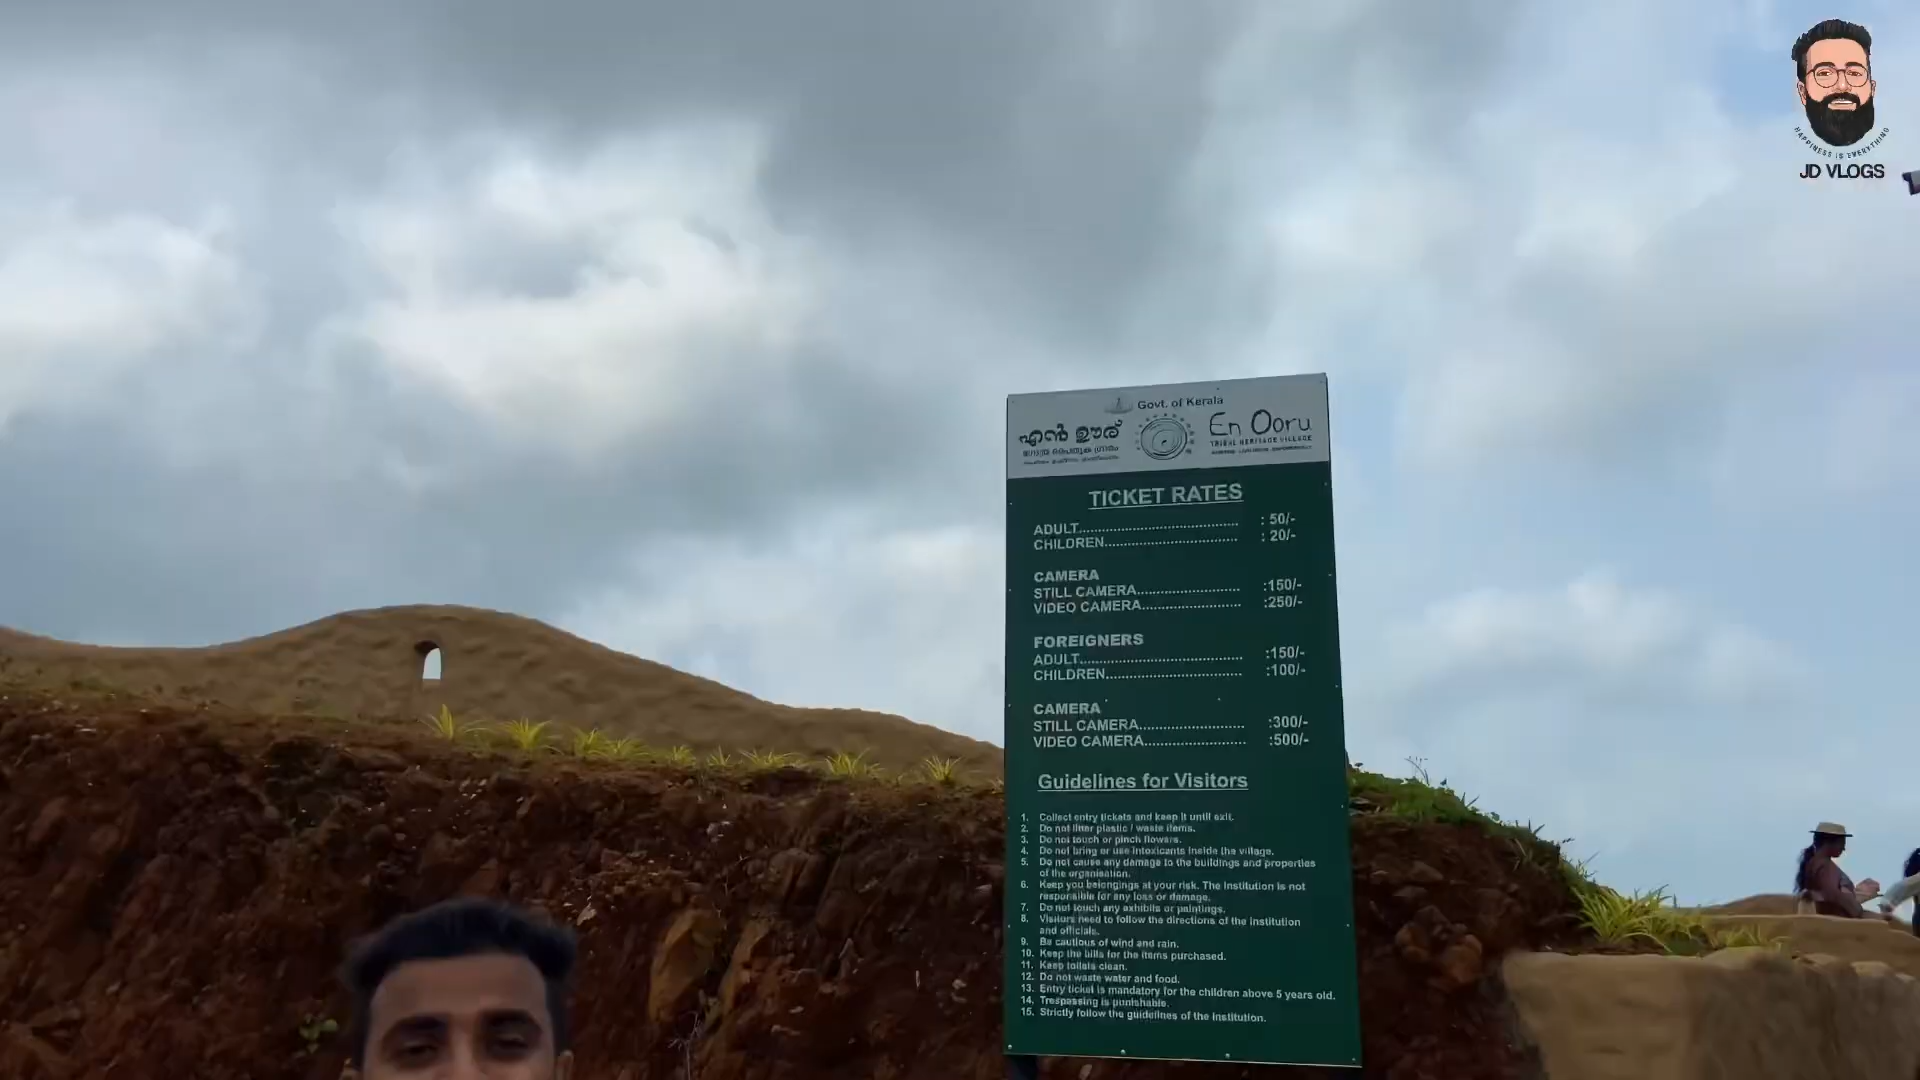 HAPPINESS IS EVERYTHING
JD VLOGS
Govt. of Kerala
എൻ ഊര്
ഗോത്ര പൈതൃക ഗ്രാമം
En Ooru
TRIBAL HERITAGE VILLAGE
TICKET RATES
ADULT........................................ : 50/-
CHILDREN.................................. : 20/-
CAMERA
STILL CAMERA.......................... :150/-
VIDEO CAMERA......................... :250/-
FOREIGNERS
ADULT......................................... :150/-
CHILDREN.................................. :100/-
CAMERA
STILL CAMERA.......................... :300/-
VIDEO CAMERA......................... :500/-
Guidelines for Visitors
1. Collect entry tickets and keep it until exit.
2. Do not litter plastic / waste items.
3. Do not touch or pinch flowers.
4. Do not bring or use intoxicants inside the village.
5. Do not cause any damage to the buildings and properties
of the organisation.
6. Keep you belongings at your risk. The institution is not
responsible for any loss or damage.
7. Do not touch any exhibits or paintings.
8. Visitors need to follow the directions of the institution
and officials.
9. Be cautious of wind and rain.
10. Keep the bills for the items purchased.
11. Keep toilets clean.
12. Do not waste water and food.
13. Entry ticket is mandatory for the children above 5 years old.
14. Trespassing is punishable.
15. Strictly follow the guidelines of the institution.